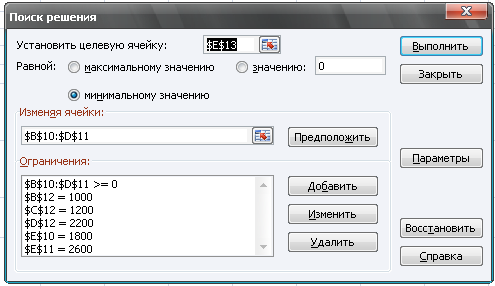 Поиск решения
Установить целевую ячейку: $E$13 Выполнить
Равной: максимальному значению значению: 0 Закрыть
минимальному значению
Изменяя ячейки:
$B$10:$D$11 Предположить
Ограничения: Параметры
$B$10:$D$11 >= 0 Добавить
$B$12 = 1000
$C$12 = 1200 Изменить
$D$12 = 2200 Восстановить
$E$10 = 1800 Удалить
$E$11 = 2600 Справка